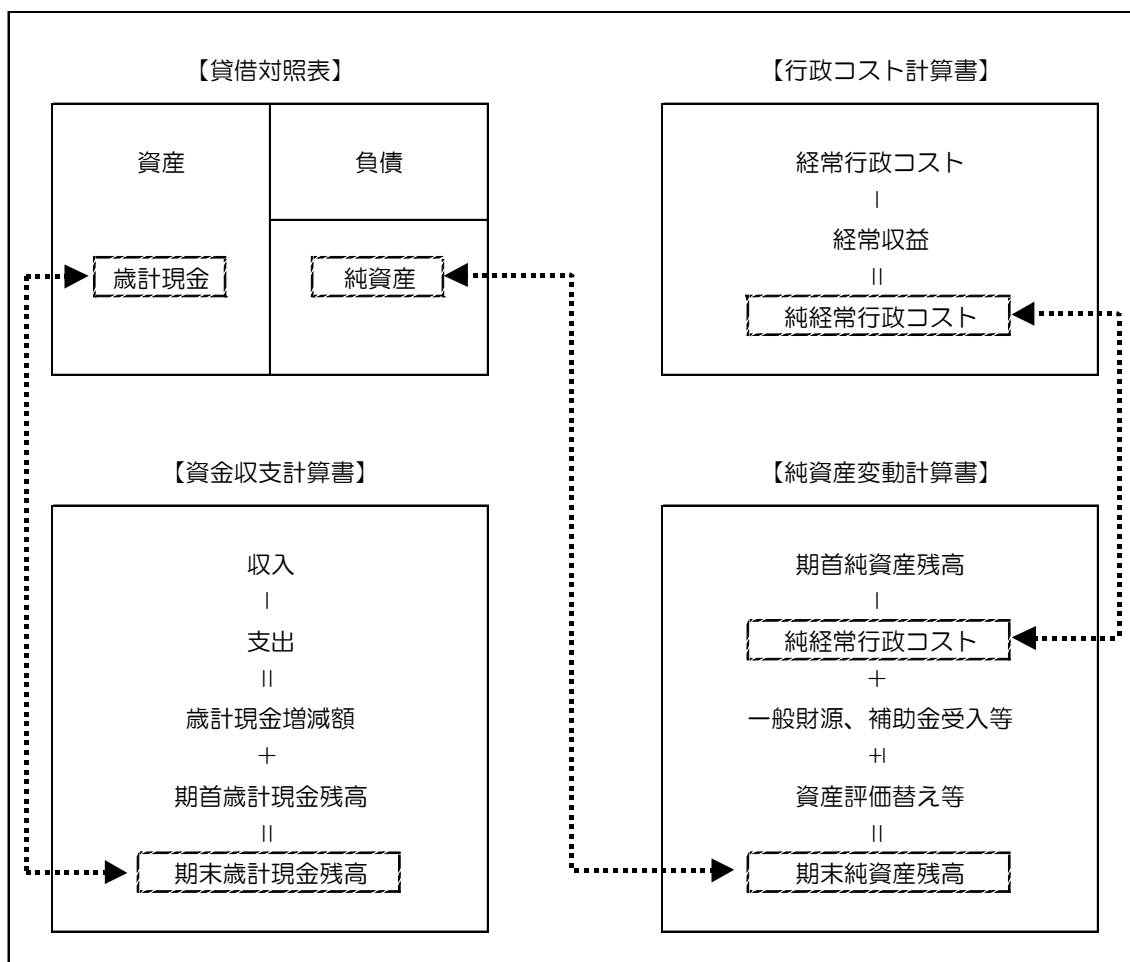 【貸借対照表】
資産
負債
歳計現金
純資産
【行政コスト計算書】
経常行政コスト
|
経常収益
||
純経常行政コスト
【資金収支計算書】
収入
|
支出
||
歳計現金増減額
+
期首歳計現金残高
||
期末歳計現金残高
【純資産変動計算書】
期首純資産残高
|
純経常行政コスト
+
一般財源、補助金受入等
+|
資産評価替え等
||
期末純資産残高